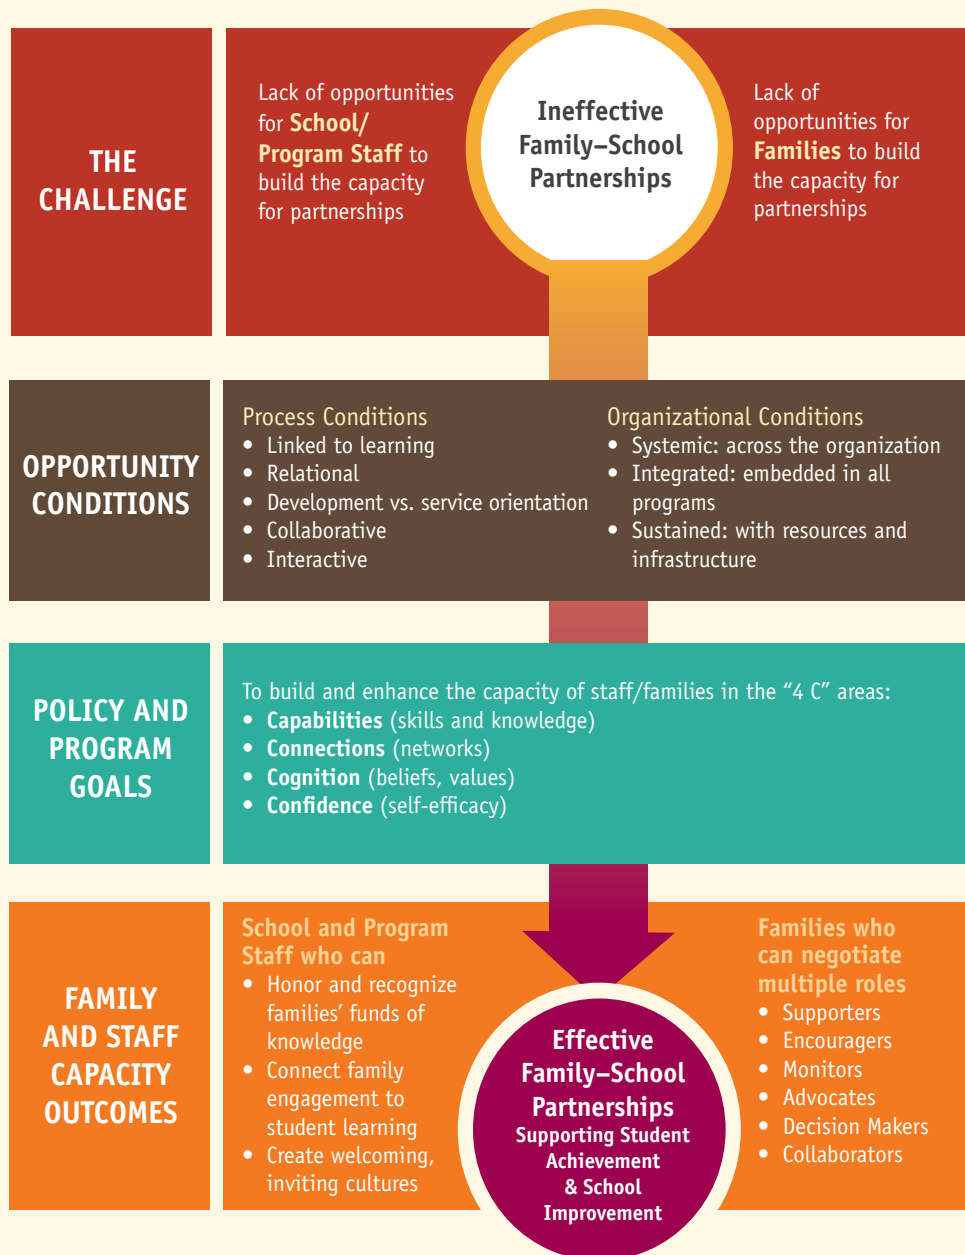 THE
CHALLENGE
Lack of opportunities
for School/
Program Staff to
build the capacity
for partnerships
Ineffective
Family–School
Partnerships
Lack of
opportunities for
Families to build
the capacity for
partnerships
OPPORTUNITY
CONDITIONS
Process Conditions
• Linked to learning
• Relational
• Development vs. service orientation
• Collaborative
• Interactive
Organizational Conditions
• Systemic: across the organization
• Integrated: embedded in all
programs
• Sustained: with resources and
infrastructure
POLICY AND
PROGRAM
GOALS
To build and enhance the capacity of staff/families in the “4 C” areas:
• Capabilities (skills and knowledge)
• Connections (networks)
• Cognition (beliefs, values)
• Confidence (self-efficacy)
FAMILY
AND STAFF
CAPACITY
OUTCOMES
School and Program
Staff who can
• Honor and recognize
families’ funds of
knowledge
• Connect family
engagement to
student learning
• Create welcoming,
inviting cultures
Effective
Family–School
Partnerships
Supporting Student
Achievement
& School
Improvement
Families who
can negotiate
multiple roles
• Supporters
• Encouragers
• Monitors
• Advocates
• Decision Makers
• Collaborators